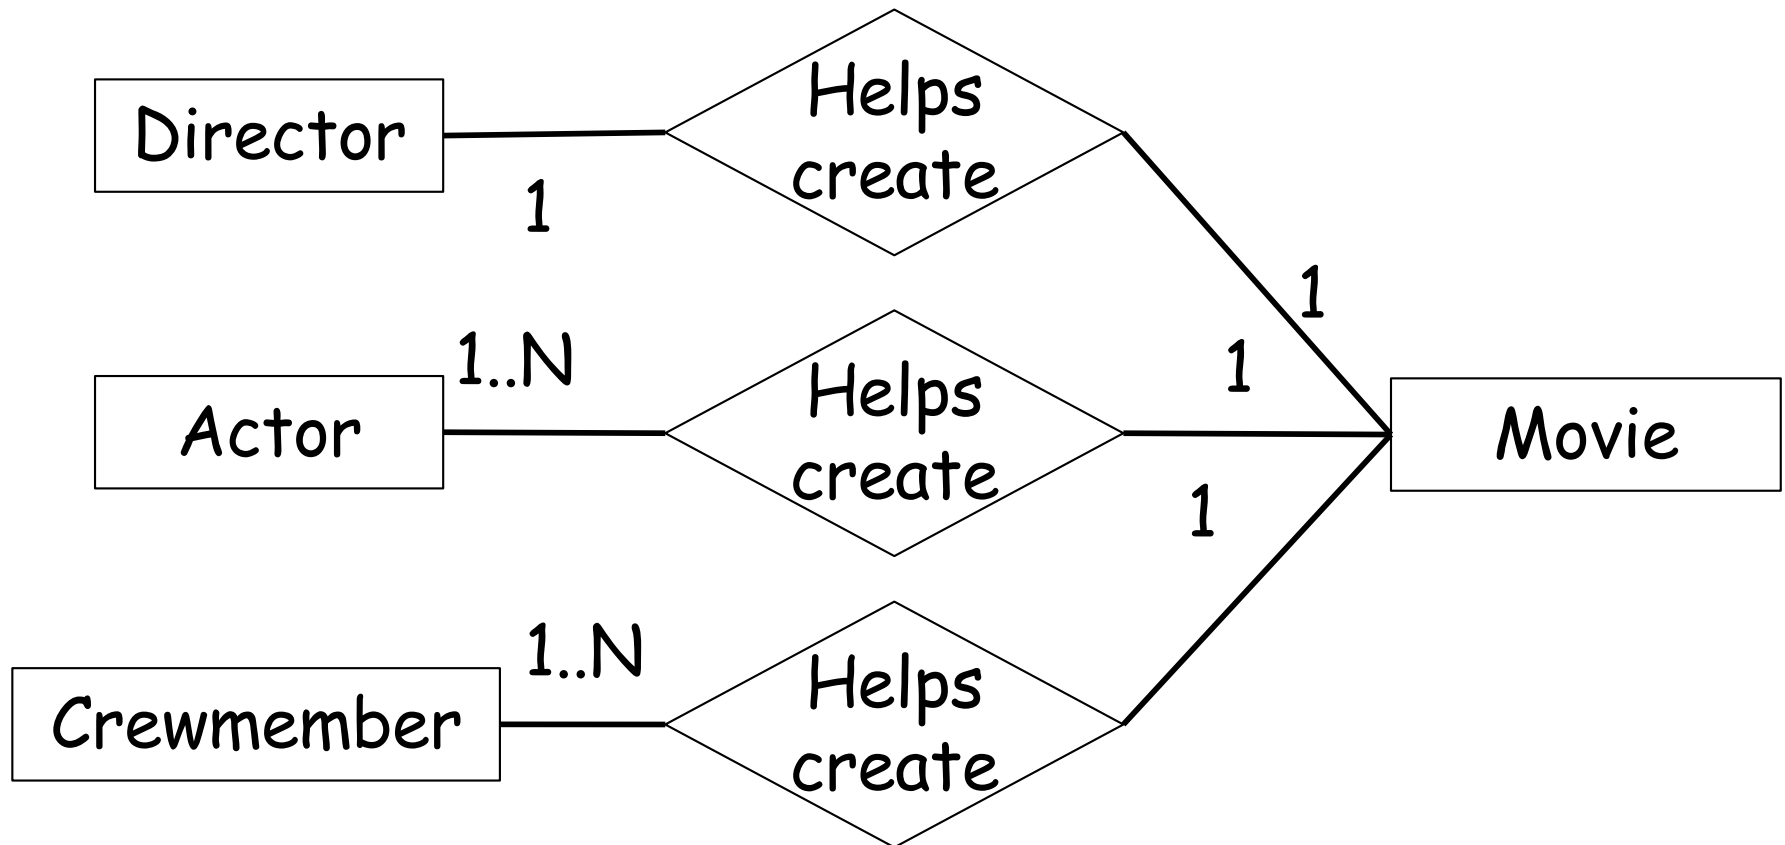 Director
1
Helps
create
1
Actor
1..N
Helps
create
1
Movie
Crewmember
1..N
Helps
create
1